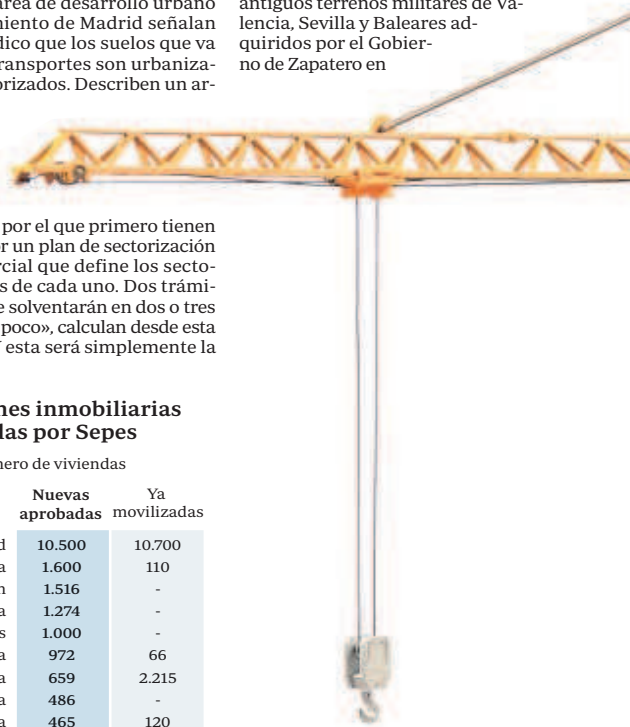 área de desarrollo urbano
miento de Madrid señalan
dico que los suelos que va
ransportes son urbaniza-
orizados. Describen un ar-
por el que primero tienen
r un plan de sectorización
rcial que define los secto-
s de cada uno. Dos trámi-
e solventarán en dos o tres
poco», calculan desde esta
esta será simplemente la
antiguos terrenos militares de Va-
lencia, Sevilla y Baleares ad-
quiridos por el Gobier-
no de Zapatero en
nes inmobiliarias
das por Sepes
nero de viviendas
Nuevas aprobadas Ya movilizadas
d 10.500 10.700
a 1.600 110
n 1.516 -
a 1.274 -
s 1.000 -
a 972 66
a 659 2.215
a 486 -
a 465 120